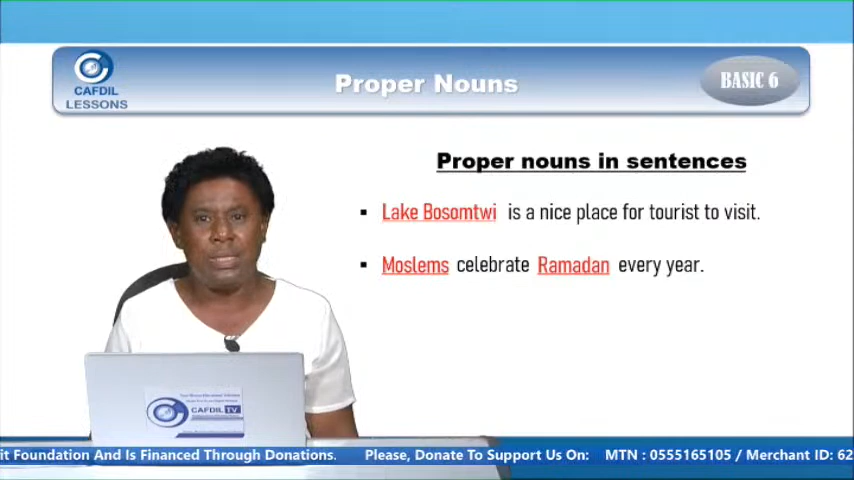 CAFDIL
LESSONS
Proper Nouns
BASIC 6
Proper nouns in sentences
▪ Lake Bosomtwi is a nice place for tourist to visit.
▪ Moslems celebrate Ramadan every year.
CAFDIL TV
it Foundation And Is Financed Through Donations. Please, Donate To Support Us On: MTN : 0555165105 / Merchant ID: 62